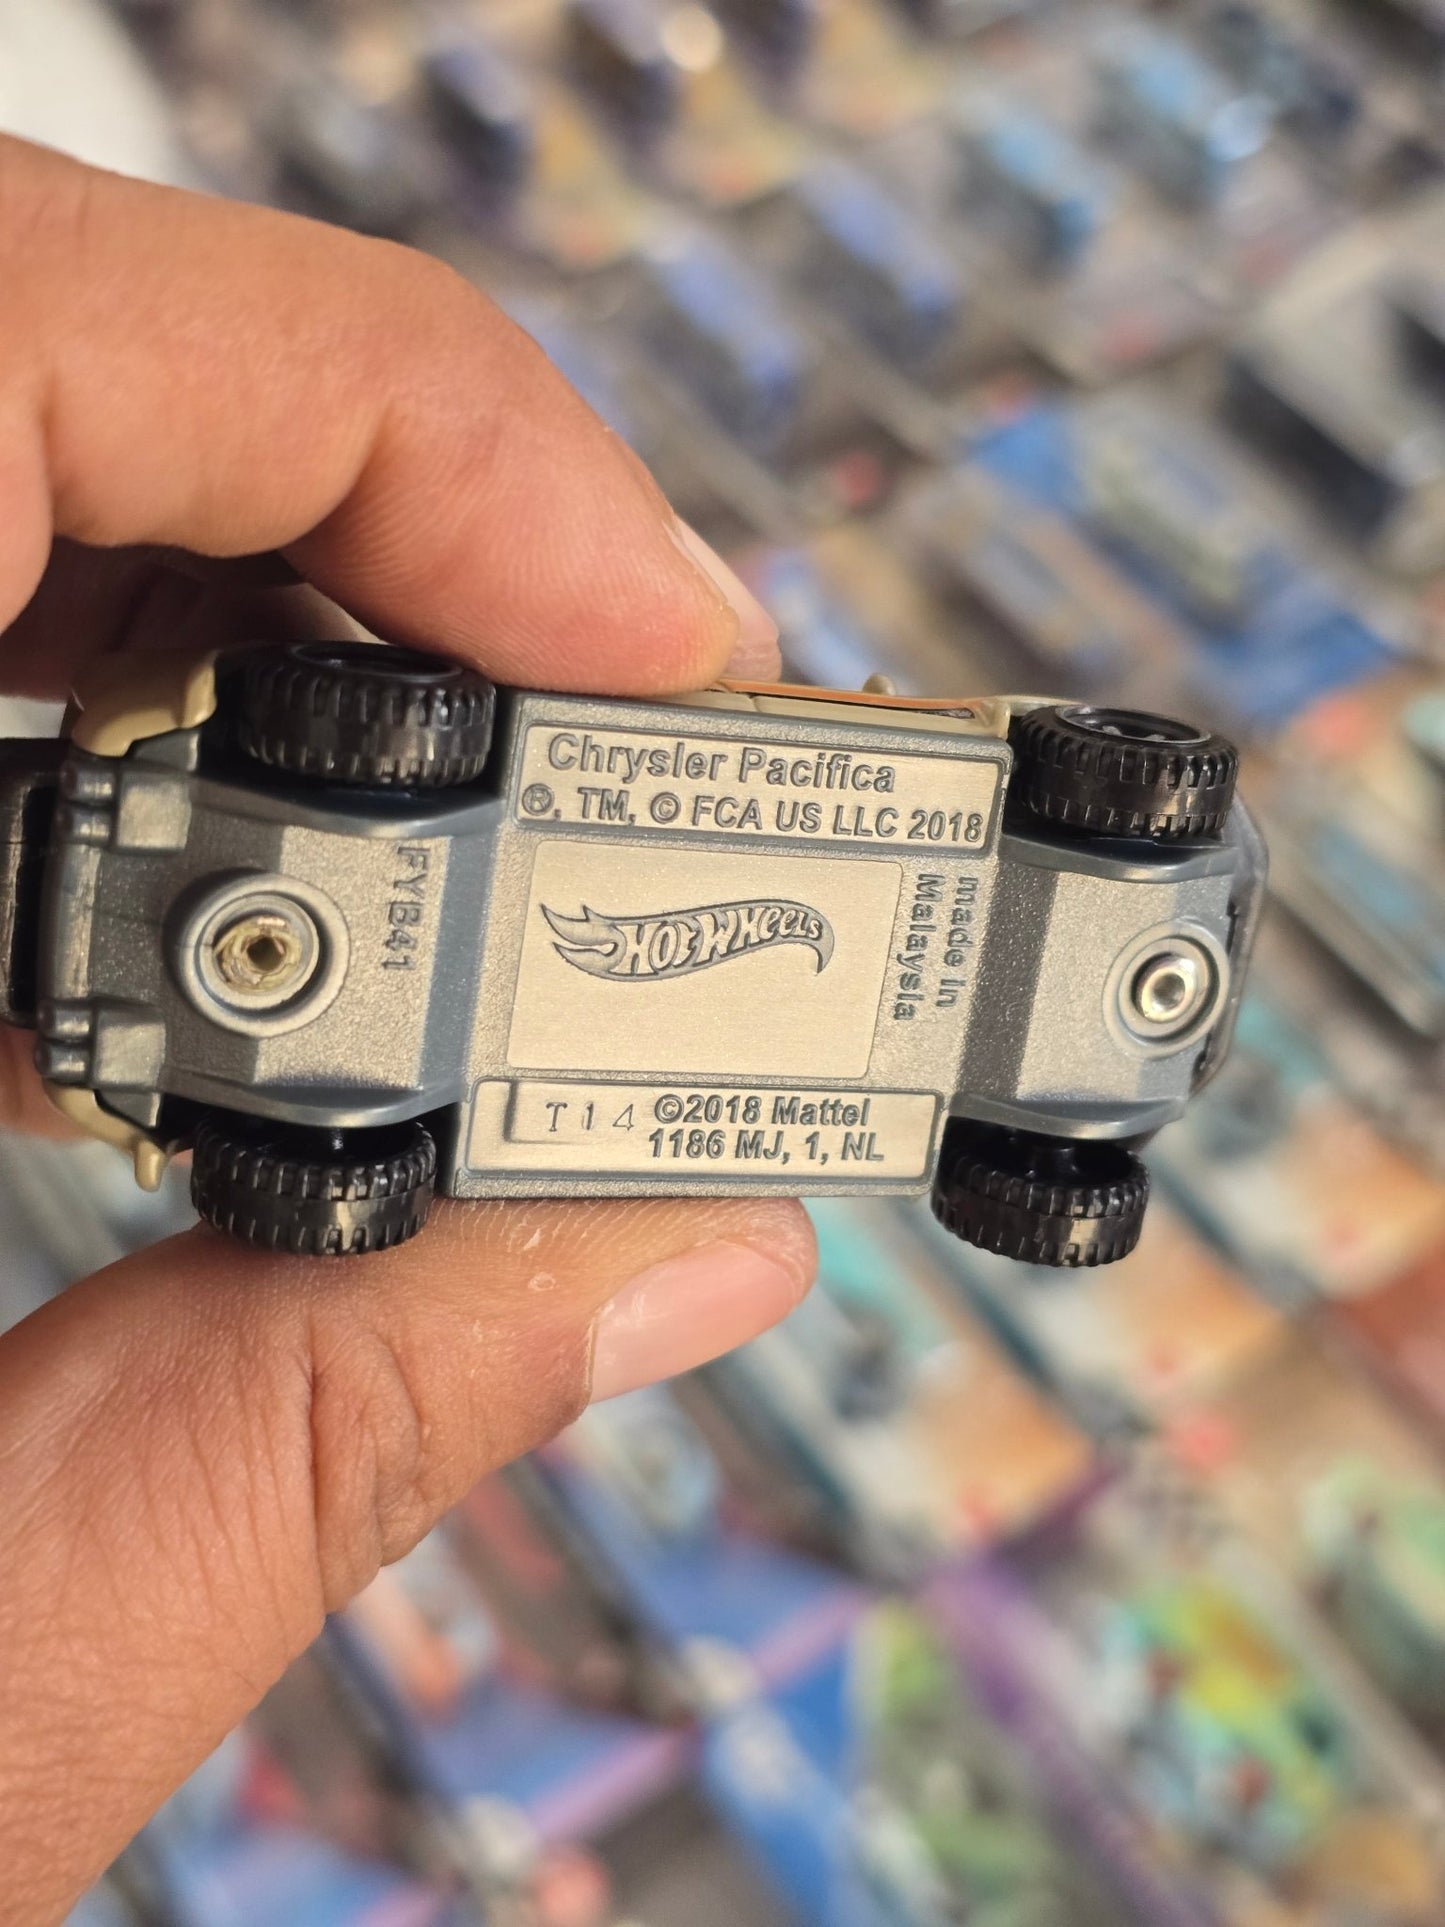 Chrysler Pacifica
®, TM, © FCA US LLC 2018
HOT WHEELS
made in
Malaysia
FYB41
T14
©2018 Mattel
1186 MJ, 1, NL